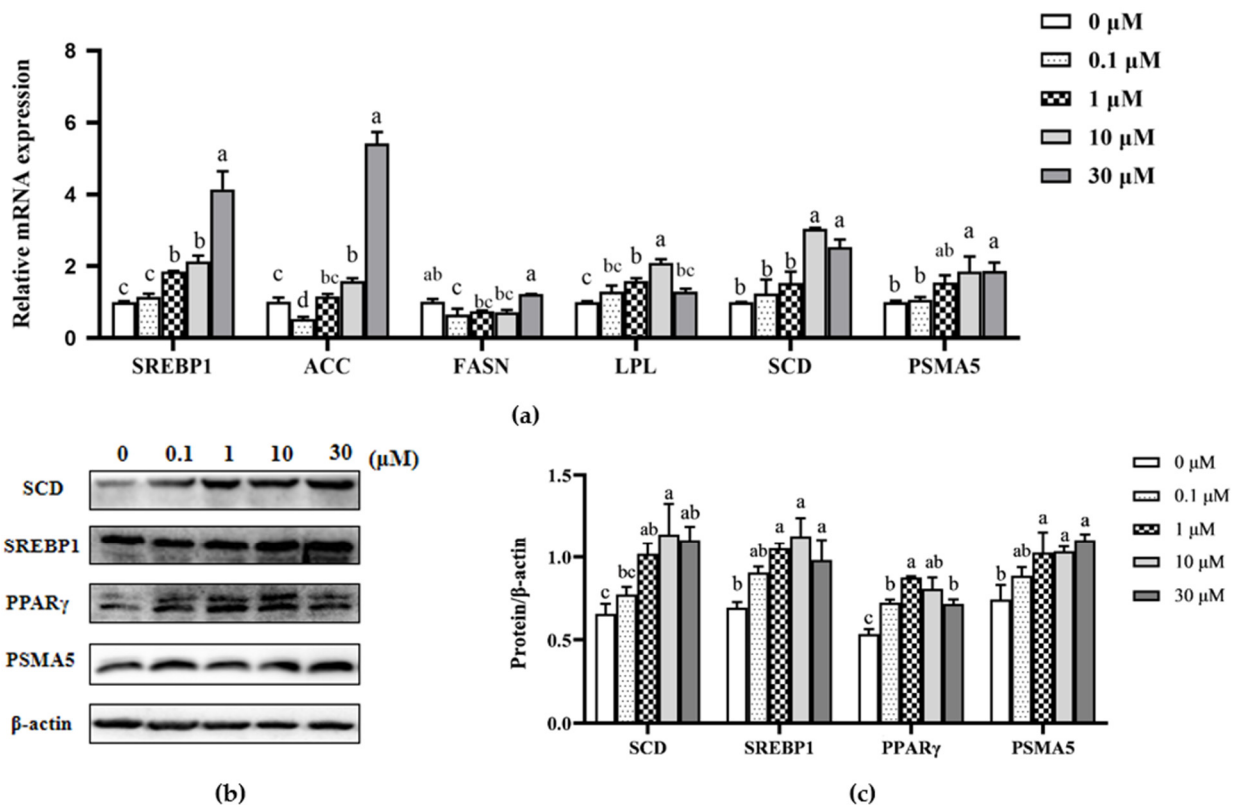 0 μM
0.1 μM
1 μM
10 μM
30 μM
Relative mRNA expression
8
6
4
2
0
c c b b a
c d bc b a
ab c bc bc a
c bc b a bc
b b b a a
b b ab a a
SREBP1 ACC FASN LPL SCD PSMA5
(a)
0 0.1 1 10 30 (μM)
SCD
SREBP1
PPARγ
PSMA5
β-actin
(b)
Protein/β-actin
1.5
1.0
0.5
0.0
c bc ab a ab
b ab a a a
c b a ab b
b ab a a a
SCD SREBP1 PPARγ PSMA5
0 μM
0.1 μM
1 μM
10 μM
30 μM
(c)